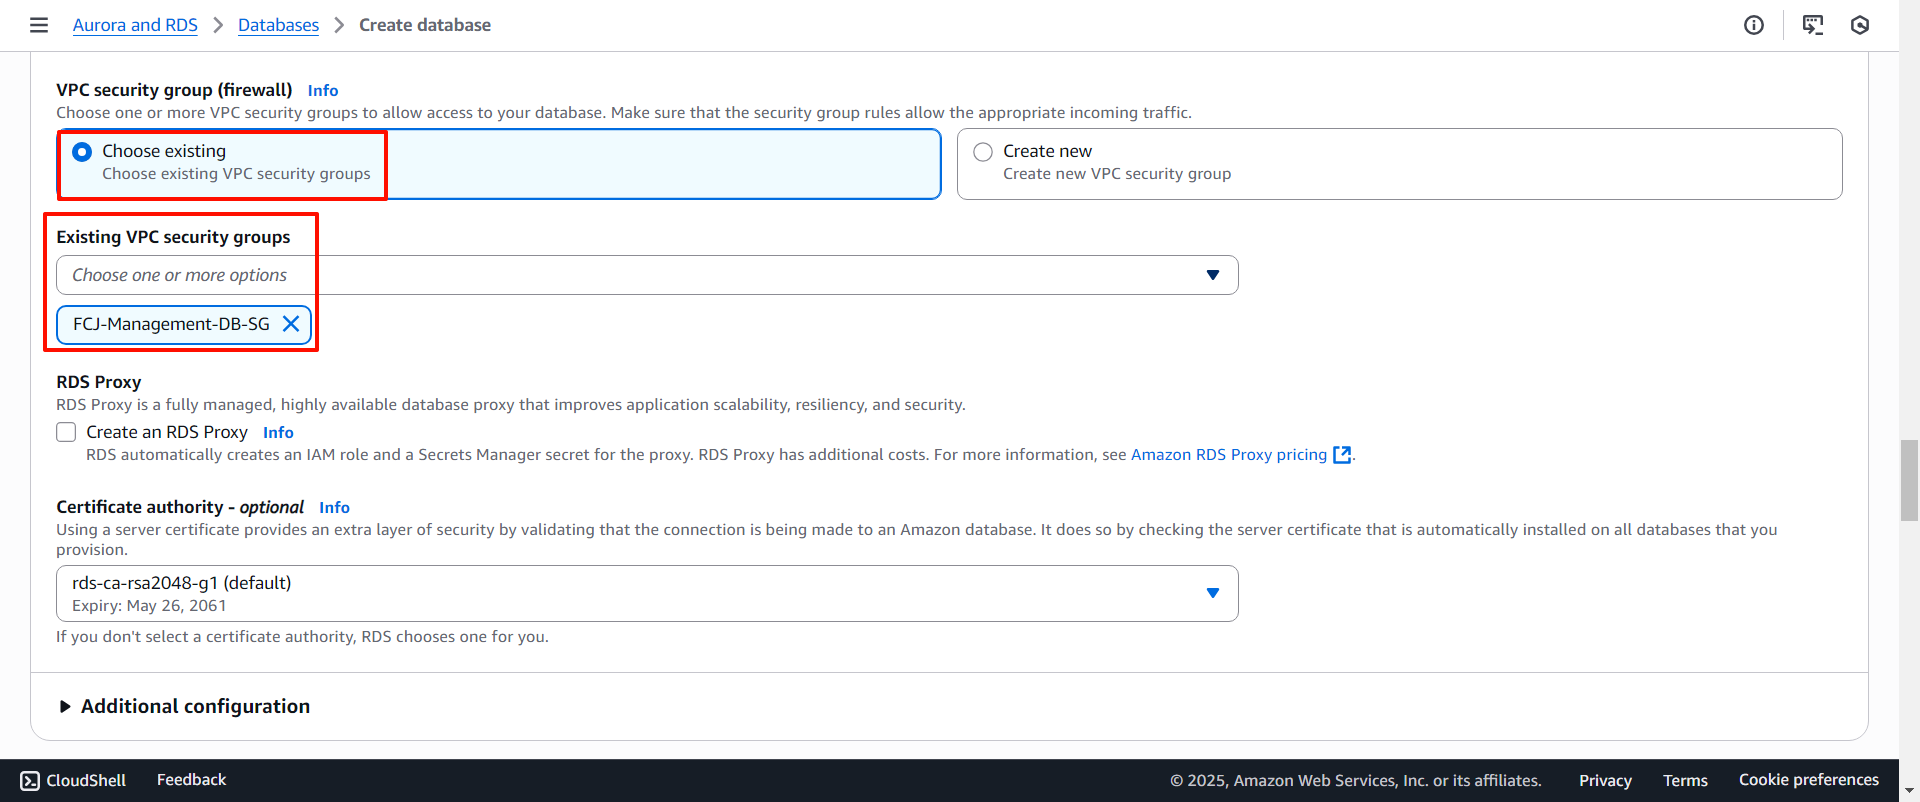 Aurora and RDS > Databases > Create database
VPC security group (firewall) Info
Choose one or more VPC security groups to allow access to your database. Make sure that the security group rules allow the appropriate incoming traffic.
Choose existing
Choose existing VPC security groups
Create new
Create new VPC security group
Existing VPC security groups
Choose one or more options
FCJ-Management-DB-SG
RDS Proxy
RDS Proxy is a fully managed, highly available database proxy that improves application scalability, resiliency, and security.
Create an RDS Proxy Info
RDS automatically creates an IAM role and a Secrets Manager secret for the proxy. RDS Proxy has additional costs. For more information, see Amazon RDS Proxy pricing.
Certificate authority - optional Info
Using a server certificate provides an extra layer of security by validating that the connection is being made to an Amazon database. It does so by checking the server certificate that is automatically installed on all databases that you
provision.
rds-ca-rsa2048-g1 (default)
Expiry: May 26, 2061
If you don't select a certificate authority, RDS chooses one for you.
Additional configuration
CloudShell Feedback © 2025, Amazon Web Services, Inc. or its affiliates. Privacy Terms Cookie preferences